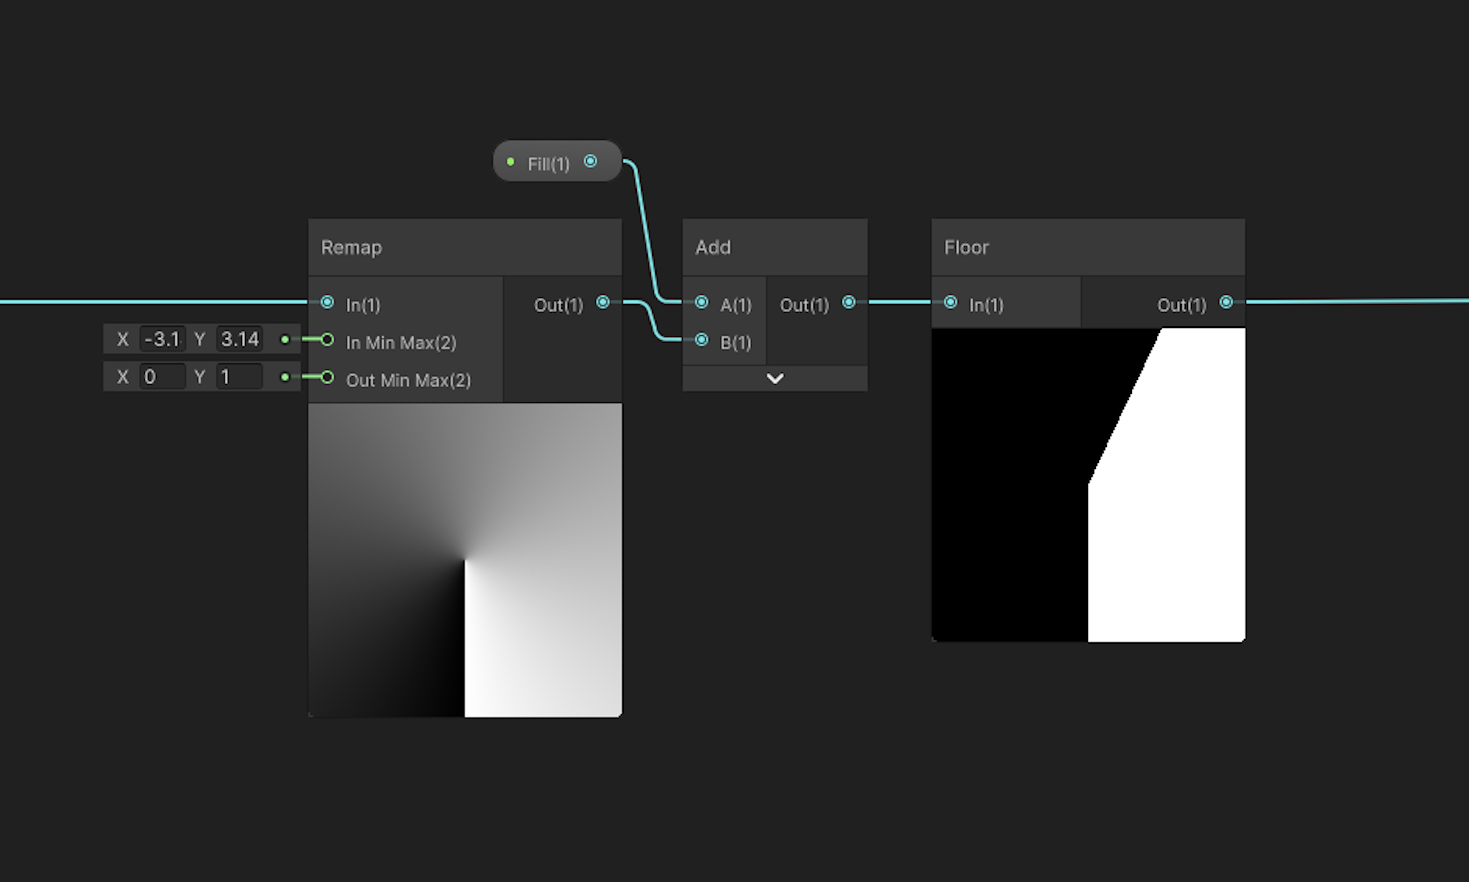 Fill(1)
Remap
Add
Floor
In(1)
Out(1)
A(1)
Out(1)
In(1)
Out(1)
X -3.1 Y 3.14
In Min Max(2)
B(1)
X 0 Y 1
Out Min Max(2)